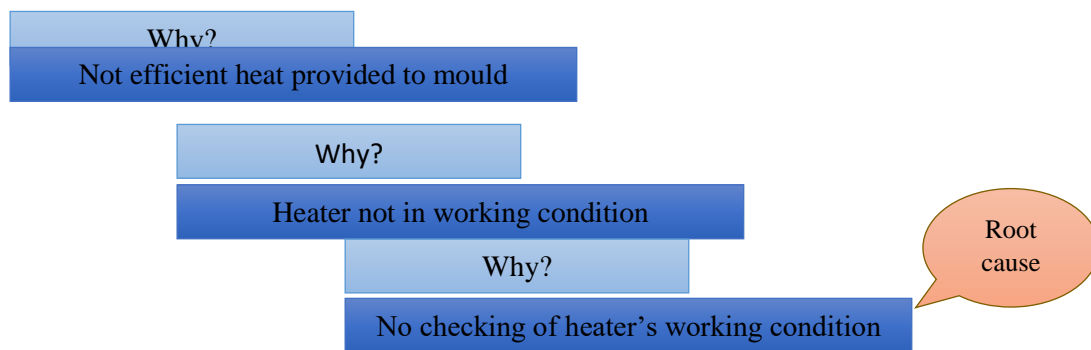 Why?
Not efficient heat provided to mould
Why?
Heater not in working condition
Why?
Root
cause
No checking of heater’s working condition